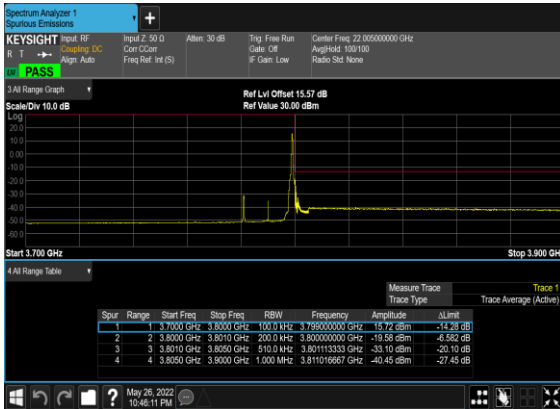 Spectrum Analyzer 1
Spurious Emissions
+
KEYSIGHT Input: RF Input Z: 50 Ω Atten: 30 dB Trig: Free Run Center Freq: 22.005000000 GHz
R T Coupling: DC Corr CCorr Gate: Off Avg|Hold: 100/100
Align: Auto Freq Ref: Int (S) IF Gain: Low Radio Std: None
PASS
3 All Range Graph
Ref Lvl Offset 15.57 dB
Scale/Div 10.0 dB Ref Value 30.00 dBm
Log
20.0
10.0
0.00
-10.0
-20.0
-30.0
-40.0
-50.0
-60.0
Start 3.700 GHz Stop 3.900 GH
4 All Range Table
Measure Trace Trace 1
Trace Type Trace Average (Active)
Spur Range Start Freq Stop Freq RBW Frequency Amplitude ΔLimit
1 1 3.7000 GHz 3.8000 GHz 100.0 kHz 3.799000000 GHz 15.72 dBm -14.28 dB
2 2 3.8000 GHz 3.8010 GHz 200.0 kHz 3.800000000 GHz -19.58 dBm -6.582 dB
3 3 3.8010 GHz 3.8050 GHz 510.0 kHz 3.801113333 GHz -33.10 dBm -20.10 dB
4 4 3.8050 GHz 3.9000 GHz 1.000 MHz 3.811016667 GHz -40.45 dBm -27.45 dB
? May 26, 2022
10:46:11 PM